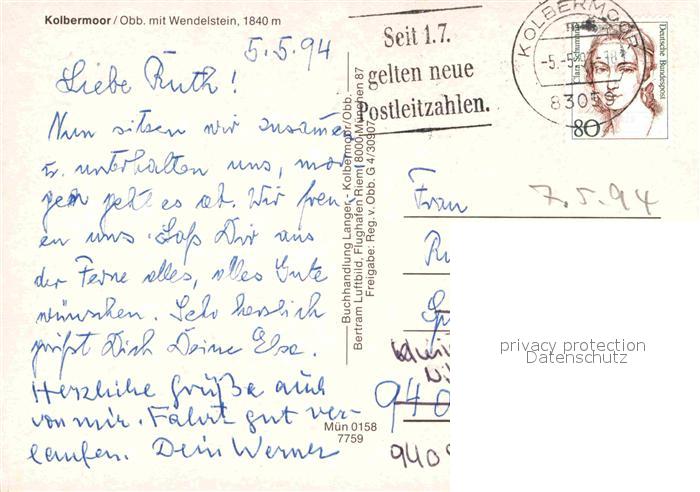 Kolbermoor / Obb. mit Wendelstein, 1840 m
5.5.94
Liebe Ruth!
Nun sitzen wir zusammen
u. unterhalten uns, mor-
gen geht es ab. Wir freu-
en uns. Laß Dir aus
der Ferne alles, alles Gute
wünschen. Sehr herzlich
grüßt Dich Deine Else.
Herzliche Grüße auch
von mir. Fahrt gut ver-
laufen. Dein Werner
Buchhandlung Langer · Kolbermoor/Obb.
Bertram Luftbild, Flughafen Riem, 8000 München 87
Freigabe: Reg. v. Obb. G 4/30907
Mün 0158
7759
Seit 1.7.
gelten neue
Postleitzahlen.
KOLBERMOOR
83059
Deutsche Bundespost
80
Frau
7.5.94
Ru
940
9409
privacy protection
Datenschutz